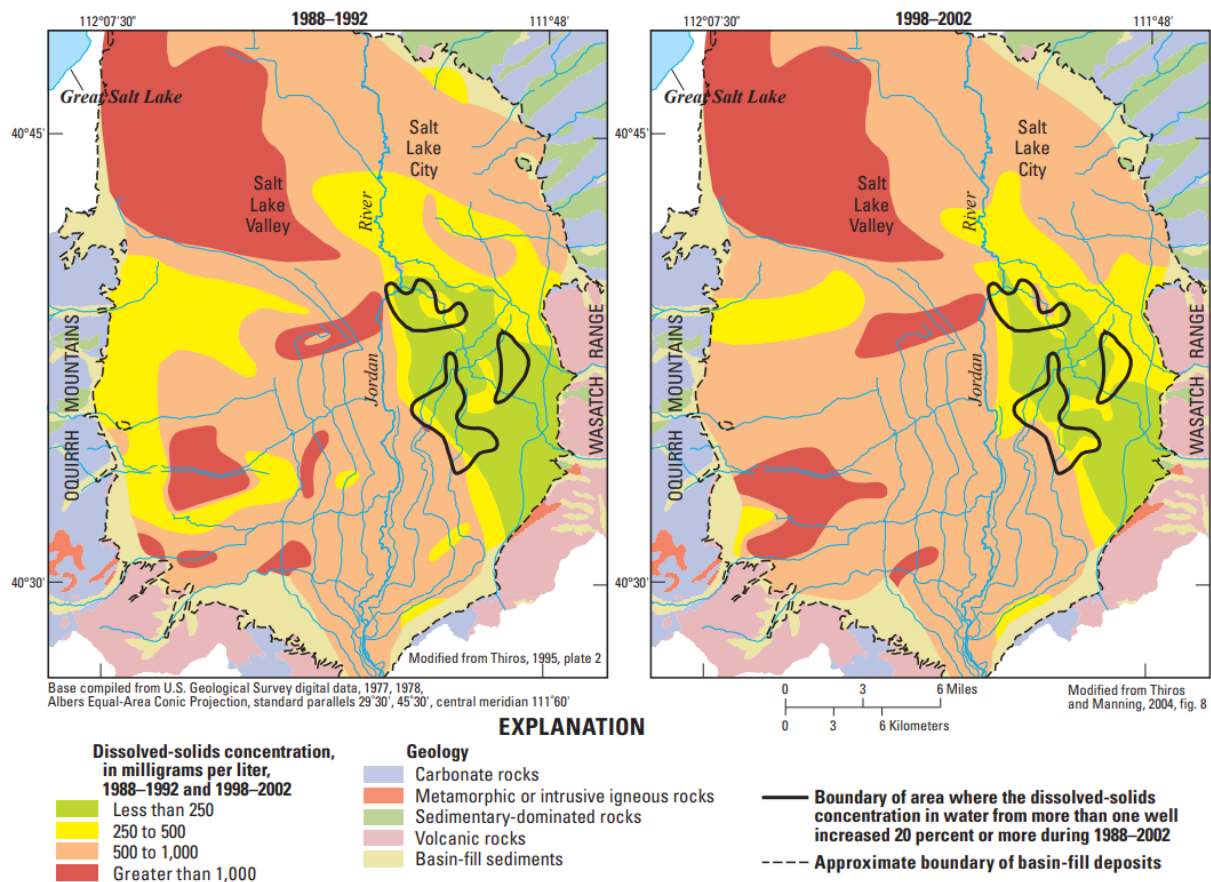 112°07'30"
1988–1992
111°48'
112°07'30"
1998–2002
111°48'
Great Salt Lake
40°45'
Salt
Lake
City
Salt
Lake
Valley
River
Jordan
OQUIRRH MOUNTAINS
WASATCH RANGE
40°30'
Modified from Thiros, 1995, plate 2
Great Salt Lake
40°45'
Salt
Lake
City
Salt
Lake
Valley
River
Jordan
OQUIRRH MOUNTAINS
WASATCH RANGE
40°30'
Base compiled from U.S. Geological Survey digital data, 1977, 1978,
Albers Equal-Area Conic Projection, standard parallels 29°30', 45°30', central meridian 111°60'
0 3 6 Miles
0 3 6 Kilometers
Modified from Thiros
and Manning, 2004, fig. 8
EXPLANATION
Dissolved-solids concentration,
in milligrams per liter,
1988–1992 and 1998–2002
Less than 250
250 to 500
500 to 1,000
Greater than 1,000
Geology
Carbonate rocks
Metamorphic or intrusive igneous rocks
Sedimentary-dominated rocks
Volcanic rocks
Basin-fill sediments
Boundary of area where the dissolved-solids
concentration in water from more than one well
increased 20 percent or more during 1988–2002
Approximate boundary of basin-fill deposits